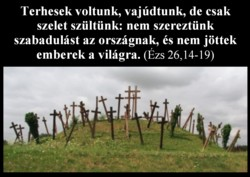 Terhesek voltunk, vajúdtunk, de csak
szelet szültünk: nem szereztünk
szabadulást az országnak, és nem jöttek
emberek a világra. (Ézs 26,14-19)